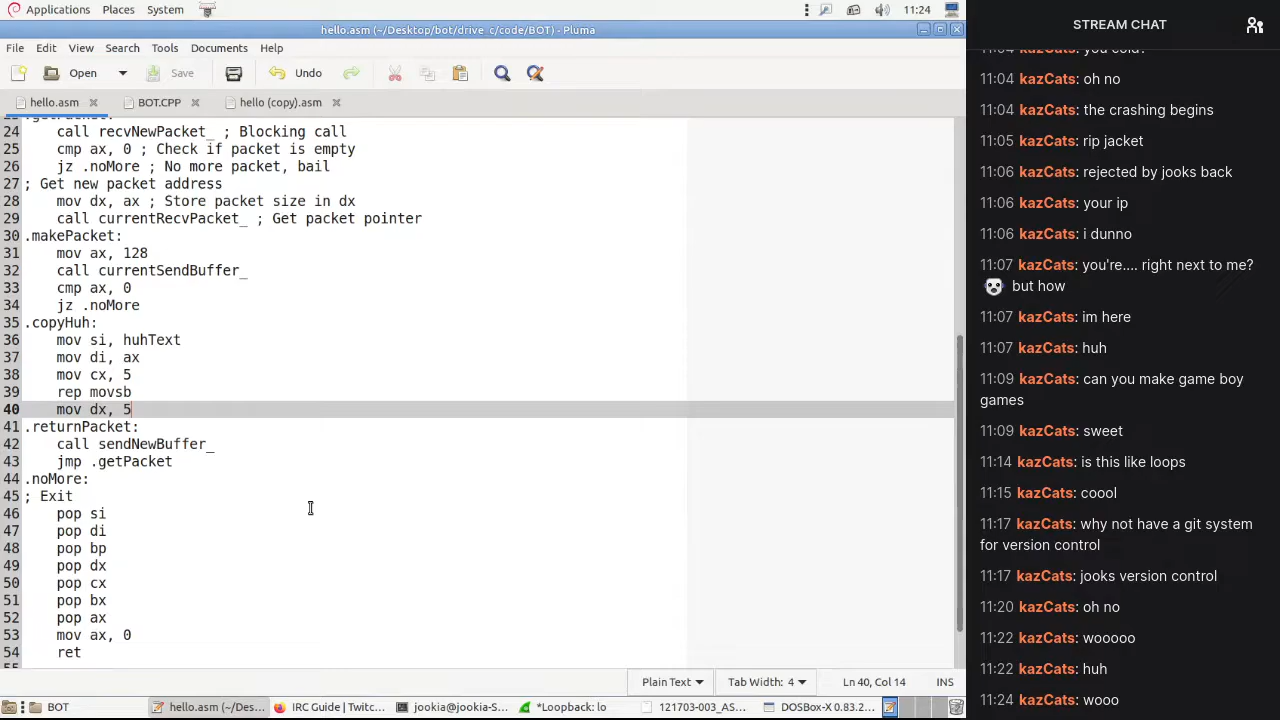 Applications Places System 11:24
hello.asm (~/Desktop/bot/drive_c/code/BOT) - Pluma
File Edit View Search Tools Documents Help
Open Save Undo
hello.asm BOT.CPP hello (copy).asm
24 call recvNewPacket_ ; Blocking call
25 cmp ax, 0 ; Check if packet is empty
26 jz .noMore ; No more packet, bail
27 ; Get new packet address
28 mov dx, ax ; Store packet size in dx
29 call currentRecvPacket_ ; Get packet pointer
30 .makePacket:
31 mov ax, 128
32 call currentSendBuffer_
33 cmp ax, 0
34 jz .noMore
35 .copyHuh:
36 mov si, huhText
37 mov di, ax
38 mov cx, 5
39 rep movsb
40 mov dx, 5
41 .returnPacket:
42 call sendNewBuffer_
43 jmp .getPacket
44 .noMore:
45 ; Exit
46 pop si
47 pop di
48 pop bp
49 pop dx
50 pop cx
51 pop bx
52 pop ax
53 mov ax, 0
54 ret
Plain Text Tab Width: 4 Ln 40, Col 14 INS
BOT hello.asm (~/Des... IRC Guide | Twitc... jookia@jookia-S... *Loopback: lo 121703-003_AS... DOSBox-X 0.83.2...
STREAM CHAT
11:04 kazCats: you cold?
11:04 kazCats: oh no
11:04 kazCats: the crashing begins
11:05 kazCats: rip jacket
11:06 kazCats: rejected by jooks back
11:06 kazCats: your ip
11:06 kazCats: i dunno
11:07 kazCats: you're.... right next to me?
but how
11:07 kazCats: im here
11:07 kazCats: huh
11:09 kazCats: can you make game boy
games
11:09 kazCats: sweet
11:14 kazCats: is this like loops
11:15 kazCats: coool
11:17 kazCats: why not have a git system
for version control
11:17 kazCats: jooks version control
11:20 kazCats: oh no
11:22 kazCats: wooooo
11:22 kazCats: huh
11:24 kazCats: wooo